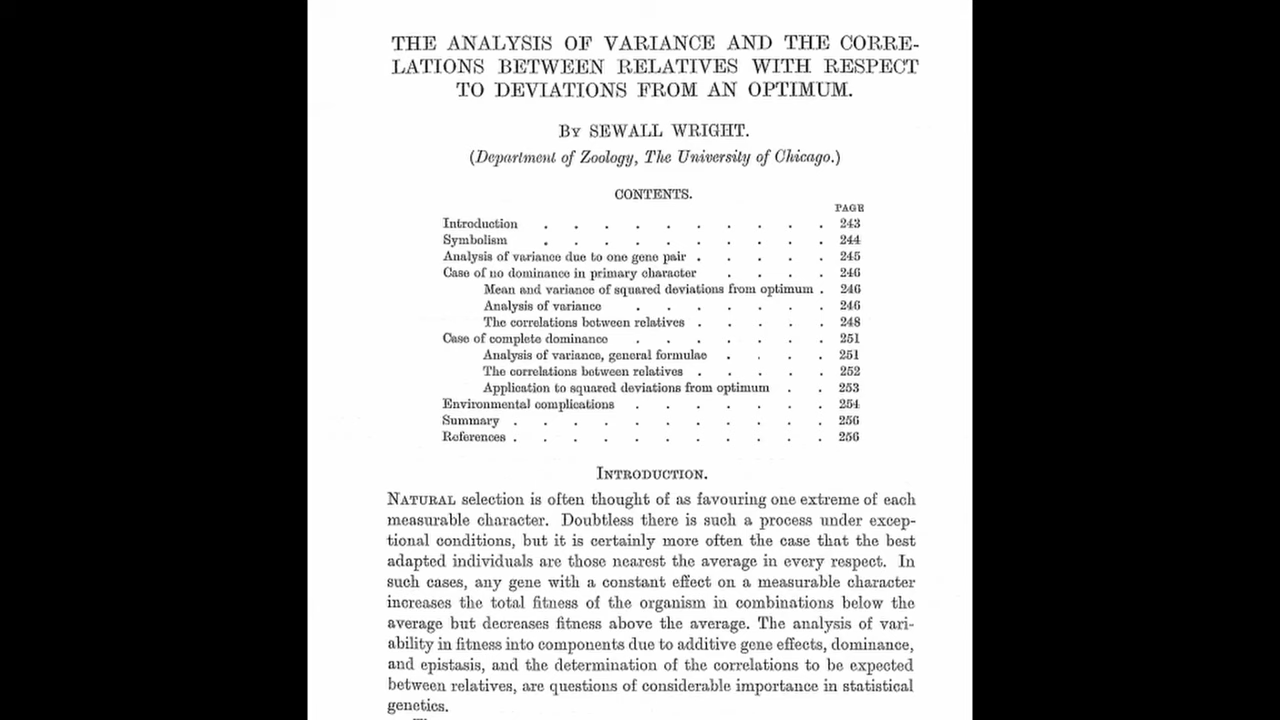 THE ANALYSIS OF VARIANCE AND THE CORRE-
LATIONS BETWEEN RELATIVES WITH RESPECT
TO DEVIATIONS FROM AN OPTIMUM.
By SEWALL WRIGHT.
(Department of Zoology, The University of Chicago.)
CONTENTS.
PAGE
Introduction . . . . . . . . . . 243
Symbolism . . . . . . . . . . 244
Analysis of variance due to one gene pair . . . . . 245
Case of no dominance in primary character . . . . 246
Mean and variance of squared deviations from optimum . 246
Analysis of variance . . . . . . . 246
The correlations between relatives . . . . . 248
Case of complete dominance . . . . . . . 251
Analysis of variance, general formulae . . . . 251
The correlations between relatives . . . . . 252
Application to squared deviations from optimum . . 253
Environmental complications . . . . . . . 254
Summary . . . . . . . . . . . 256
References . . . . . . . . . . . 256
Introduction.
Natural selection is often thought of as favouring one extreme of each
measurable character. Doubtless there is such a process under excep-
tional conditions, but it is certainly more often the case that the best
adapted individuals are those nearest the average in every respect. In
such cases, any gene with a constant effect on a measurable character
increases the total fitness of the organism in combinations below the
average but decreases fitness above the average. The analysis of vari-
ability in fitness into components due to additive gene effects, dominance,
and epistasis, and the determination of the correlations to be expected
between relatives, are questions of considerable importance in statistical
genetics.